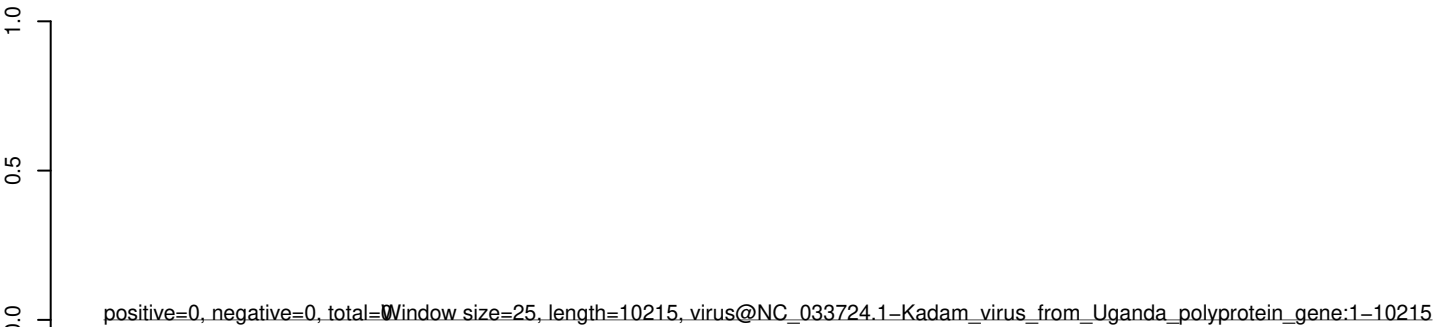 1.0
0.5
0.0
positive=0, negative=0, total=0
Window size=25, length=10215, virus@NC_033724.1−Kadam_virus_from_Uganda_polyprotein_gene:1−10215